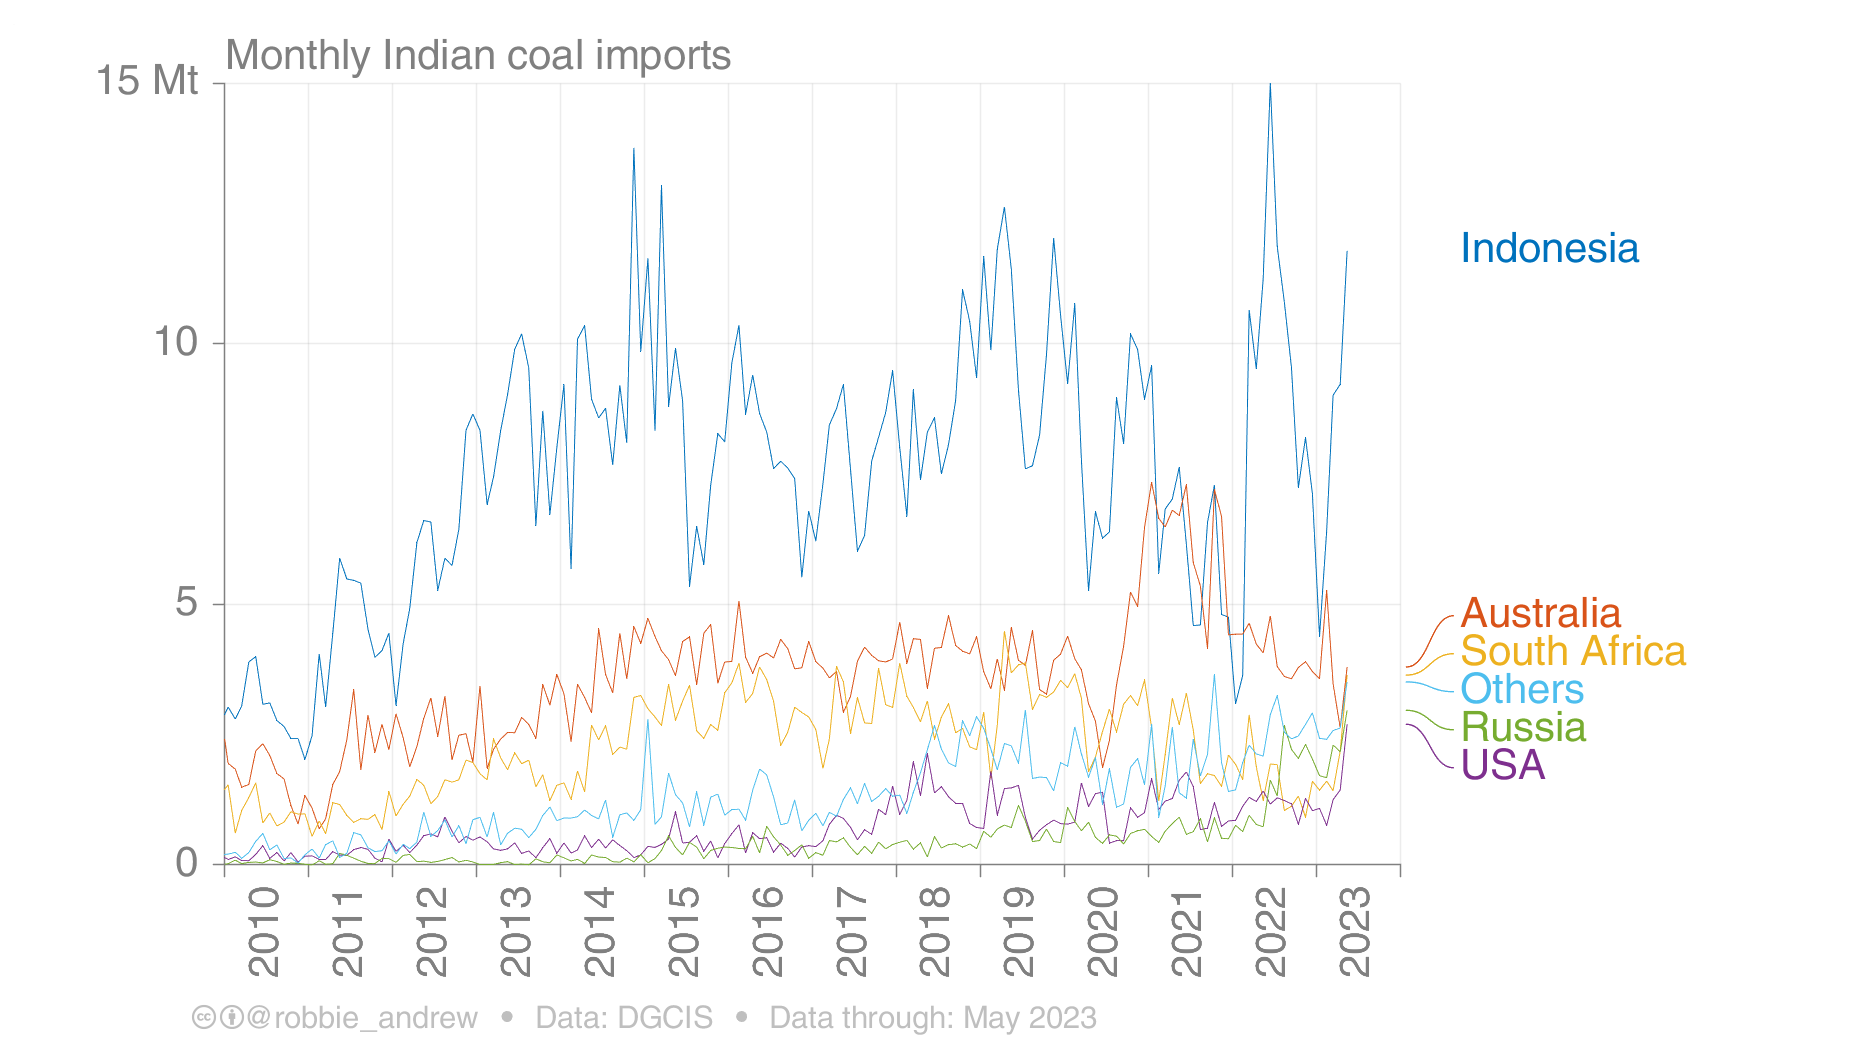 Monthly Indian coal imports
15 Mt
10
5
0
Indonesia
Australia
South Africa
Others
Russia
USA
2010 2011 2012 2013 2014 2015 2016 2017 2018 2019 2020 2021 2022 2023
cc @robbie_andrew • Data: DGCIS • Data through: May 2023